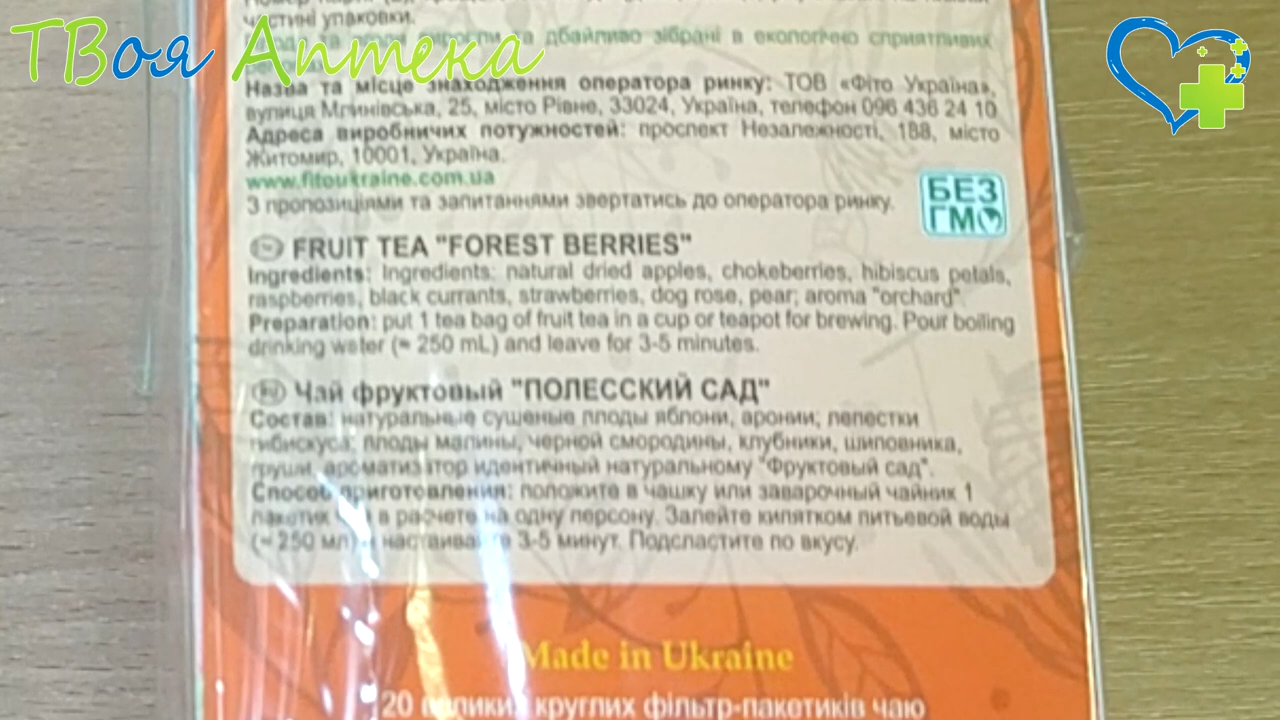 ТВоя Аптека
частині упаковки.
та дбайливо зібрані в екологічно сприятливих
Назва та місце знаходження оператора ринку: ТОВ «Фіто Україна»,
вулиця Млинівська, 25, місто Рівне, 33024, Україна, телефон 096 436 24 10
Адреса виробничих потужностей: проспект Незалежності, 188, місто
Житомир, 10001, Україна.
www.fitoukraine.com.ua
З пропозиціями та запитаннями звертатись до оператора ринку.
БЕЗ
ГМО
FRUIT TEA "FOREST BERRIES"
Ingredients: Ingredients: natural dried apples, chokeberries, hibiscus petals,
raspberries, black currants, strawberries, dog rose, pear; aroma "orchard".
Preparation: put 1 tea bag of fruit tea in a cup or teapot for brewing. Pour boiling
drinking water (≈ 250 mL) and leave for 3-5 minutes.
Чай фруктовый "ПОЛЕССКИЙ САД"
Состав: натуральные сушеные плоды яблони, аронии; лепестки
гибискуса; плоды малины, черной смородины, клубники, шиповника,
груши, ароматизатор идентичный натуральному "Фруктовый сад".
Способ приготовления: положите в чашку или заварочный чайник 1
пакетик чая в расчете на одну персону. Залейте кипятком питьевой воды
(≈ 250 мл) и настаивайте 3-5 минут. Подсластите по вкусу.
Made in Ukraine
20 великих круглих фільтр-пакетиків чаю